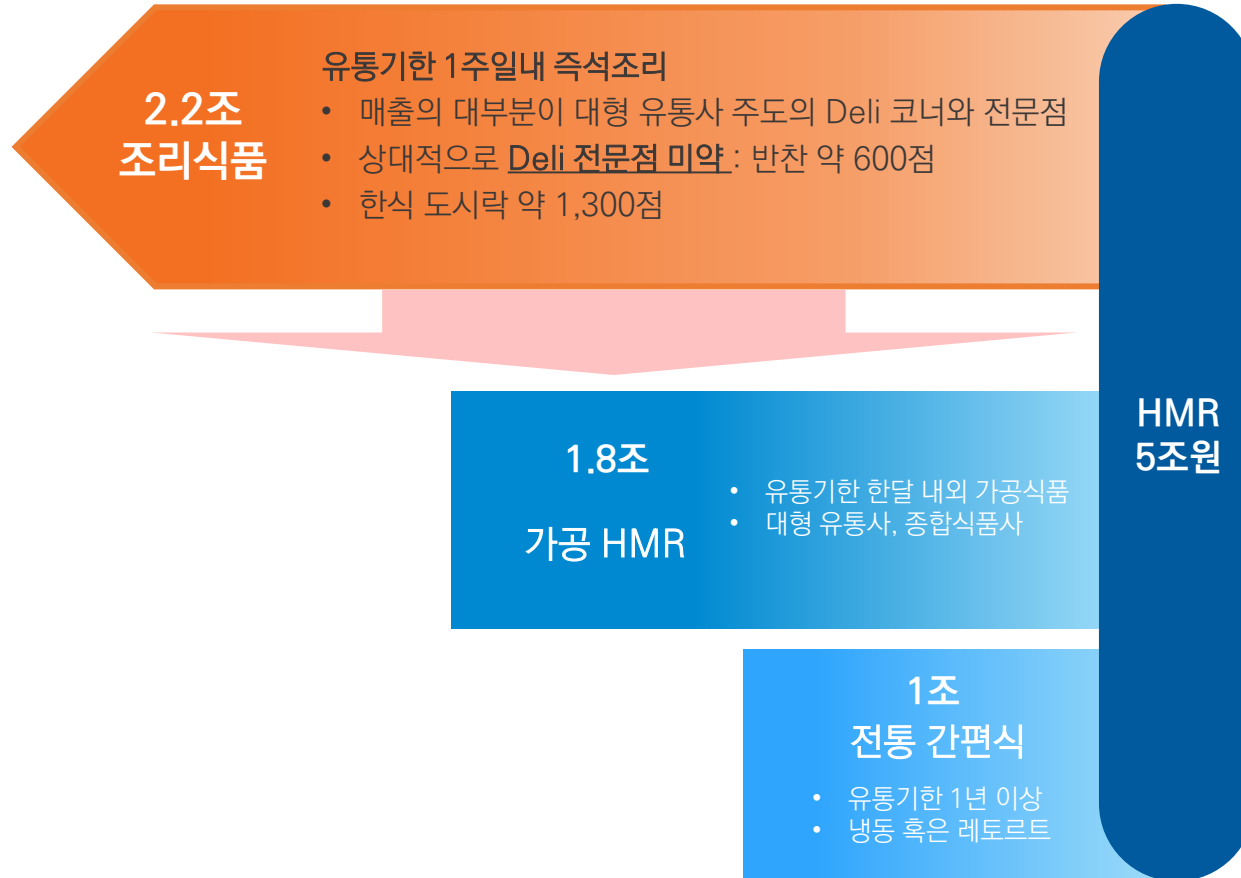 2.2조
조리식품
유통기한 1주일내 즉석조리
• 매출의 대부분이 대형 유통사 주도의 Deli 코너와 전문점
• 상대적으로 Deli 전문점 미약 : 반찬 약 600점
• 한식 도시락 약 1,300점
HMR
5조원
1.8조
가공 HMR
• 유통기한 한달 내외 가공식품
• 대형 유통사, 종합식품사
1조
전통 간편식
• 유통기한 1년 이상
• 냉동 혹은 레토르트